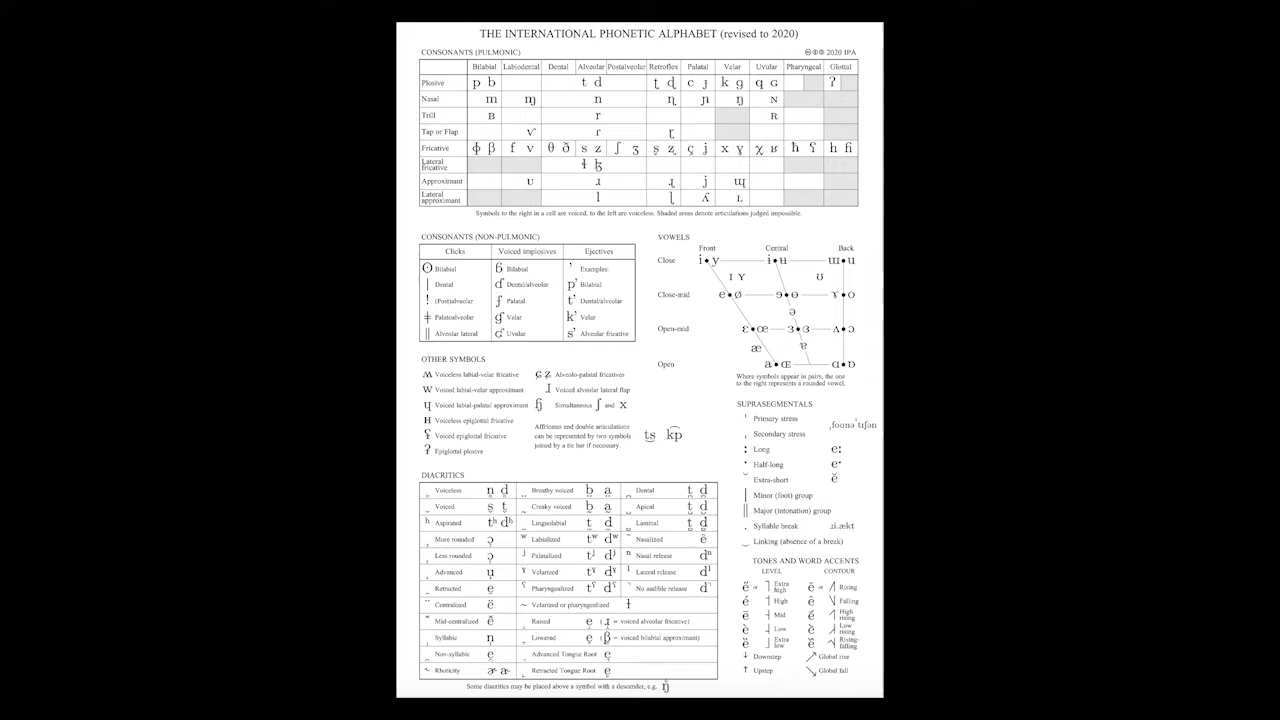 THE INTERNATIONAL PHONETIC ALPHABET (revised to 2020)
CONSONANTS (PULMONIC) 2020 IPA
Bilabial Labiodental Dental Alveolar Postalveolar Retroflex Palatal Velar Uvular Pharyngeal Glottal
Plosive p b t d ʈ ɖ c ɟ k ɡ q ɢ ʔ
Nasal m ɱ n ɳ ɲ ŋ ɴ
Trill ʙ r ʀ
Tap or Flap ⱱ ɾ ɽ
Fricative ɸ β f v θ ð s z ʃ ʒ ʂ ʐ ç ʝ x ɣ χ ʁ ħ ʕ h ɦ
Lateral
fricative ɬ ɮ
Approximant ʋ ɹ ɻ j ɰ
Lateral
approximant l ɭ ʎ ʟ
Symbols to the right in a cell are voiced, to the left are voiceless. Shaded areas denote articulations judged impossible.
CONSONANTS (NON-PULMONIC)
Clicks Voiced implosives Ejectives
ʘ Bilabial ɓ Bilabial ʼ Examples:
ǀ Dental ɗ Dental/alveolar pʼ Bilabial
ǃ (Post)alveolar ʄ Palatal tʼ Dental/alveolar
ǂ Palatoalveolar ɠ Velar kʼ Velar
ǁ Alveolar lateral ʛ Uvular sʼ Alveolar fricative
VOWELS
Front Central Back
Close i y ɨ ʉ ɯ u
ɪ ʏ ʊ
Close-mid e ø ɘ ɵ ɤ o
ə
Open-mid ɛ œ ɜ ɞ ʌ ɔ
æ ɐ
Open a ɶ ɑ ɒ
Where symbols appear in pairs, the one
to the right represents a rounded vowel.
OTHER SYMBOLS
ʍ Voiceless labial-velar fricative ɕ ʑ Alveolo-palatal fricatives
w Voiced labial-velar approximant ɺ Voiced alveolar lateral flap
ɥ Voiced labial-palatal approximant ɧ Simultaneous ʃ and x
ʜ Voiceless epiglottal fricative
ʢ Voiced epiglottal fricative
ʡ Epiglottal plosive
Affricates and double articulations
can be represented by two symbols
joined by a tie bar if necessary.
t͜s k͡p
SUPRASEGMENTALS
ˈ Primary stress ˌfoʊnəˈtɪʃən
ˌ Secondary stress
ː Long eː
ˑ Half-long eˑ
˘ Extra-short ĕ
| Minor (foot) group
‖ Major (intonation) group
. Syllable break ɹi.ækt
‿ Linking (absence of a break)
DIACRITICS
̥ Voiceless n̥ d̥ ̤ Breathy voiced b̤ a̤ ̪ Dental t̪ d̪
̬ Voiced s̬ t̬ ̰ Creaky voiced b̰ a̰ ̺ Apical t̺ d̺
ʰ Aspirated tʰ dʰ ̼ Linguolabial t̼ d̼ ̻ Laminal t̻ d̻
̹ More rounded ɔ̹ ʷ Labialized tʷ dʷ ̃ Nasalized ẽ
̜ Less rounded ɔ̜ ʲ Palatalized tʲ dʲ ⁿ Nasal release dⁿ
̟ Advanced u̟ ˠ Velarized tˠ dˠ ˡ Lateral release dˡ
̠ Retracted e̠ ˤ Pharyngealized tˤ dˤ ̚ No audible release d̚
̈ Centralized ë ̴ Velarized or pharyngealized ɫ
̽ Mid-centralized e̽ ̝ Raised e̝ (ɹ̝ = voiced alveolar fricative)
̩ Syllabic n̩ ̞ Lowered e̞ (β̞ = voiced bilabial approximant)
̯ Non-syllabic e̯ ̘ Advanced Tongue Root e̘
˞ Rhoticity ɚ a˞ ̙ Retracted Tongue Root e̙
Some diacritics may be placed above a symbol with a descender, e.g. ŋ̊
TONES AND WORD ACCENTS
LEVEL CONTOUR
e̋ or ˥ Extra high ě or ˩˥ Rising
é ˦ High ê ˥˩ Falling
ē ˧ Mid e᷄ ˦˥ High rising
è ˨ Low e᷅ ˩˨ Low rising
ȅ ˩ Extra low e᷈ ˧˦˧ Rising-falling
↓ Downstep ↗ Global rise
↑ Upstep ↘ Global fall